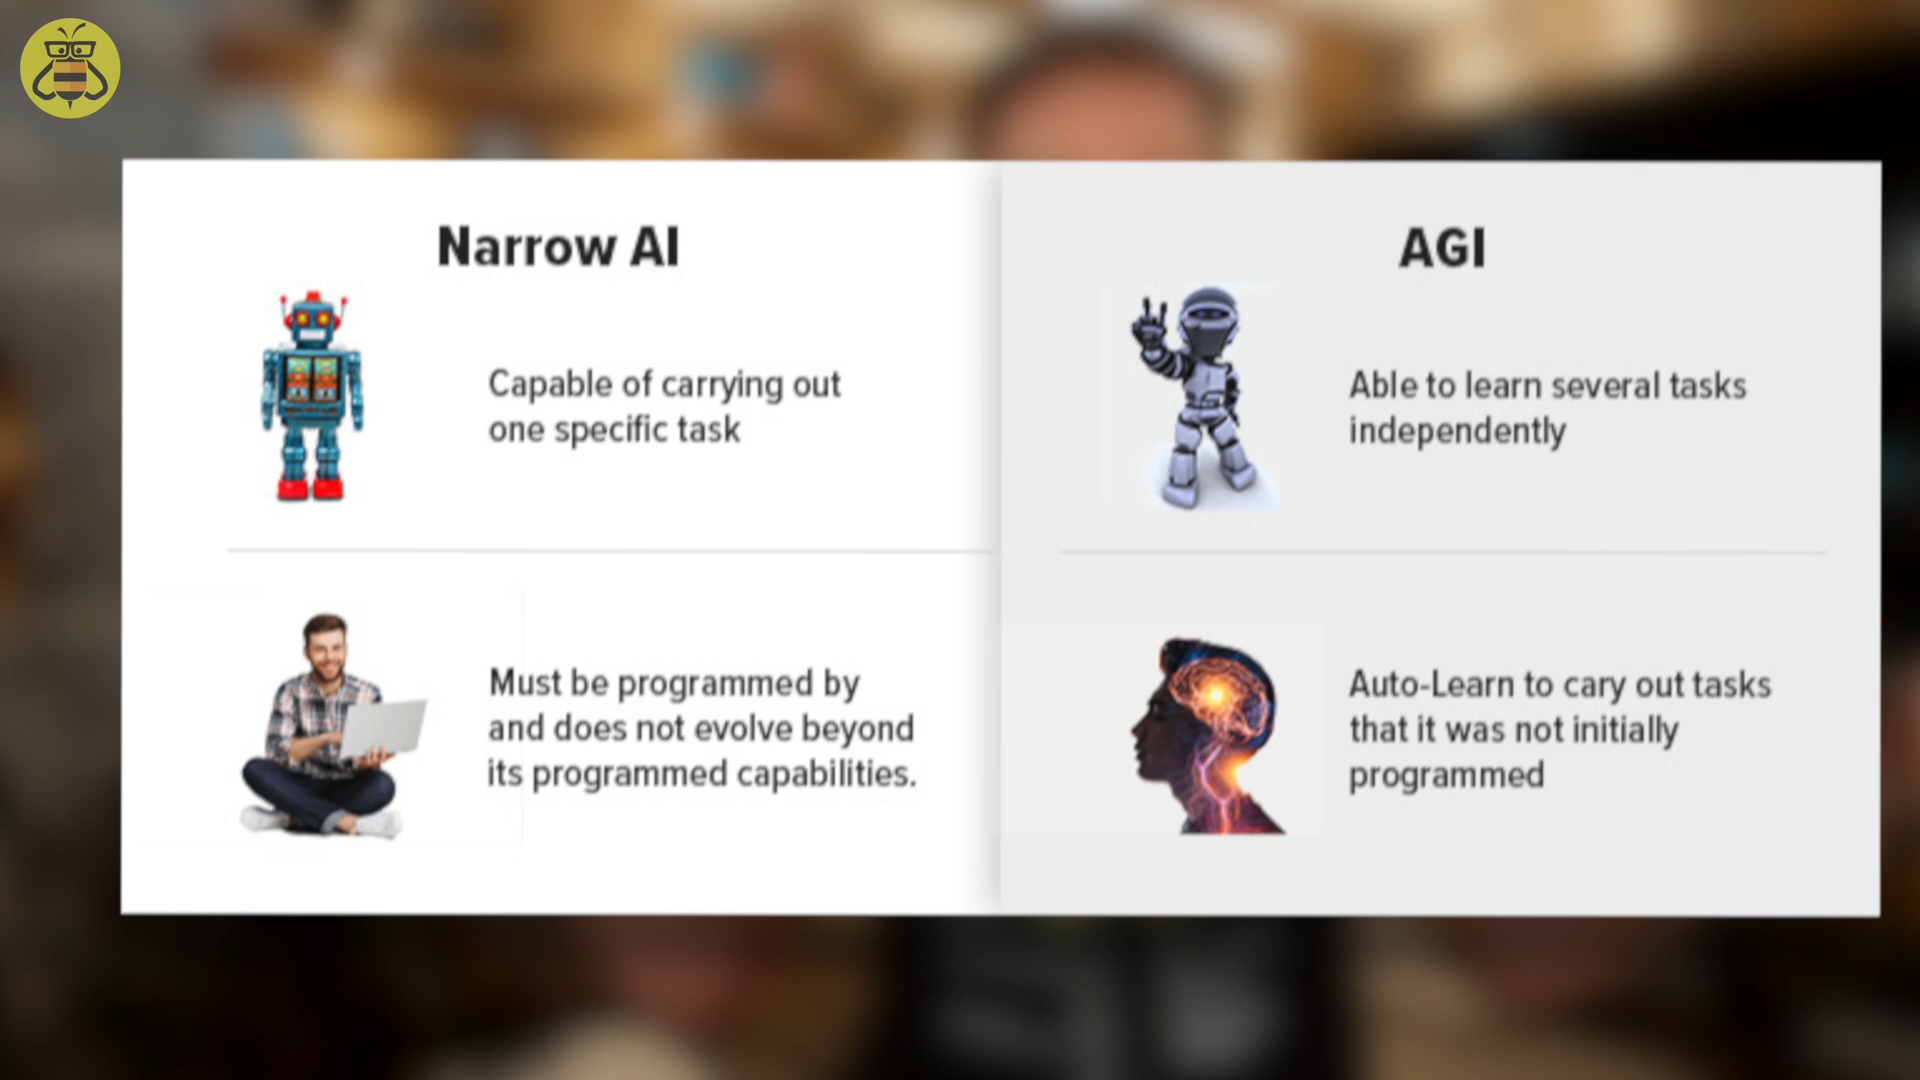 Narrow AI
Capable of carrying out
one specific task
Must be programmed by
and does not evolve beyond
its programmed capabilities.
AGI
Able to learn several tasks
independently
Auto-Learn to cary out tasks
that it was not initially
programmed